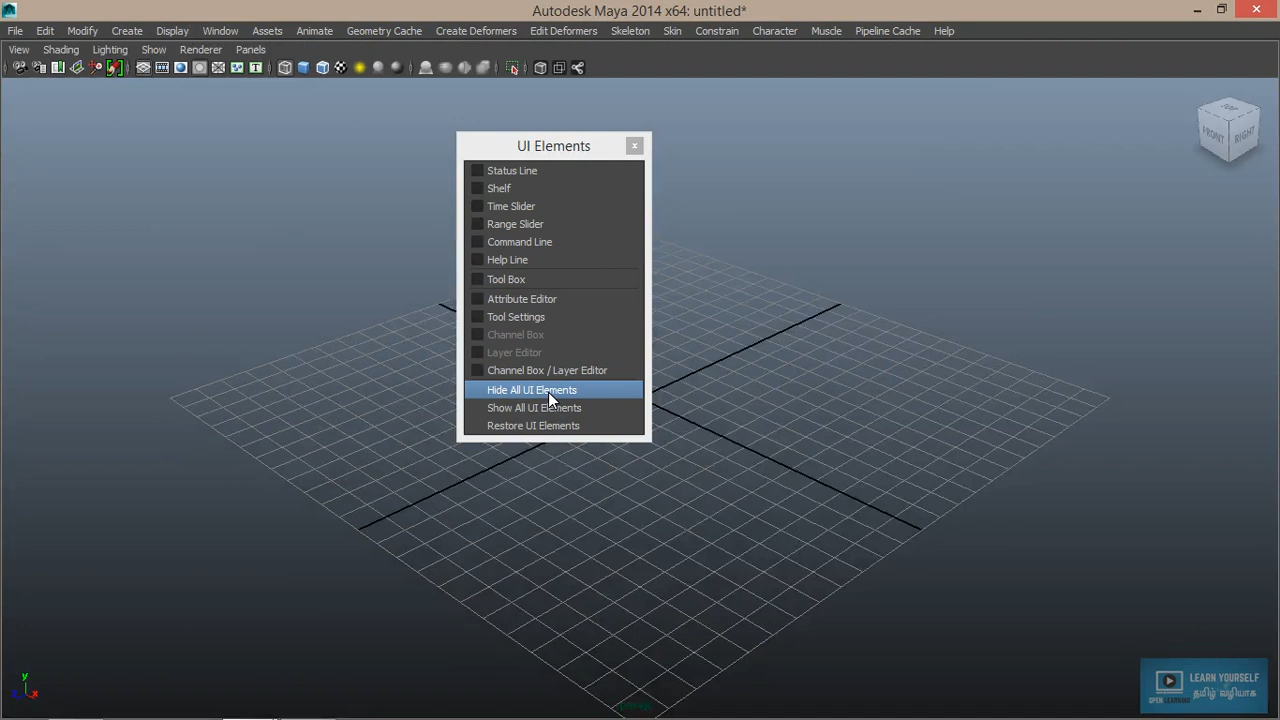 Autodesk Maya 2014 x64: untitled*
File Edit Modify Create Display Window Assets Animate Geometry Cache Create Deformers Edit Deformers Skeleton Skin Constrain Character Muscle Pipeline Cache Help
View Shading Lighting Show Renderer Panels
TOP
FRONT RIGHT
UI Elements
Status Line
Shelf
Time Slider
Range Slider
Command Line
Help Line
Tool Box
Attribute Editor
Tool Settings
Channel Box
Layer Editor
Channel Box / Layer Editor
Hide All UI Elements
Show All UI Elements
Restore UI Elements
y
z x
persp
LEARN YOURSELF
தமிழ் வழியாக
OPEN LEARNING